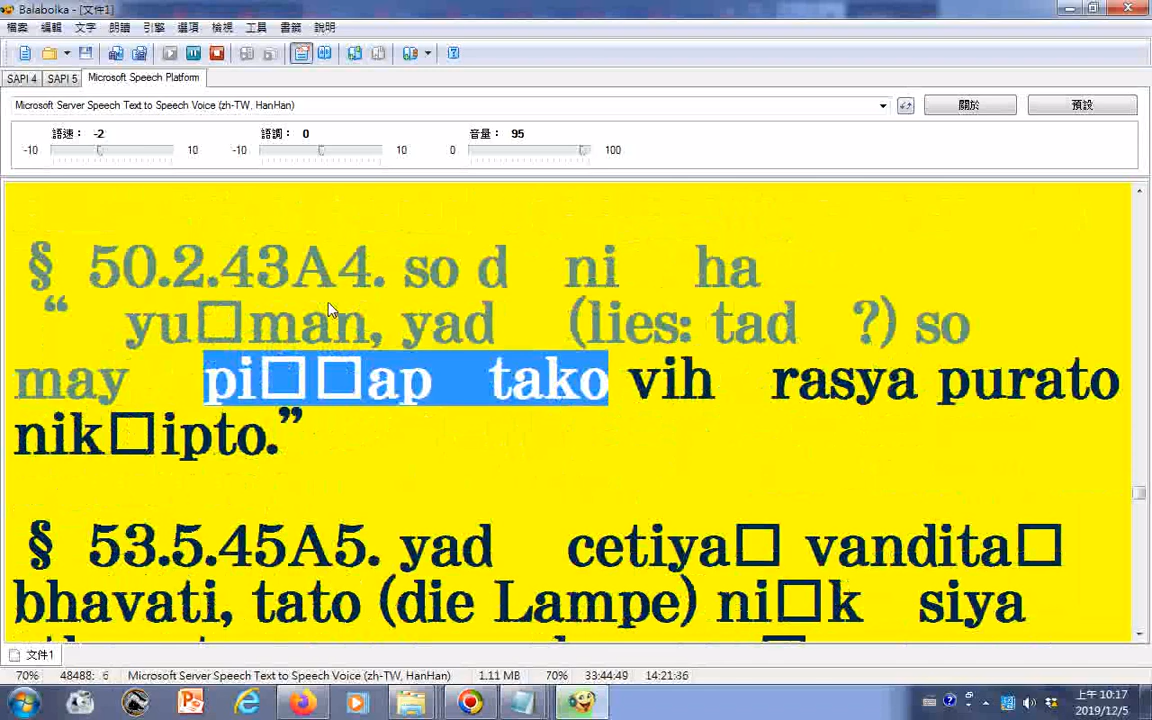 Balabolka - [文件1]
檔案 編輯 文字 朗讀 引擎 選項 檢視 工具 書籤 說明
SAPI 4 SAPI 5 Microsoft Speech Platform
Microsoft Server Speech Text to Speech Voice (zh-TW, HanHan) 關於 預設
語速： -2 語調： 0 音量： 95
-10 10 -10 10 0 100
§ 50.2.43A4. so d ni ha
“ yu□man, yad (lies: tad ?) so
may pi□□ap tako vih rasya purato
nik□ipto.”
§ 53.5.45A5. yad cetiya□ vandita□
bhavati, tato (die Lampe) ni□k siya
文件1
70% 48488: 6 Microsoft Server Speech Text to Speech Voice (zh-TW, HanHan) 1.11 MB 70% 33:44:49 14:21:36
上午 10:17
2019/12/5